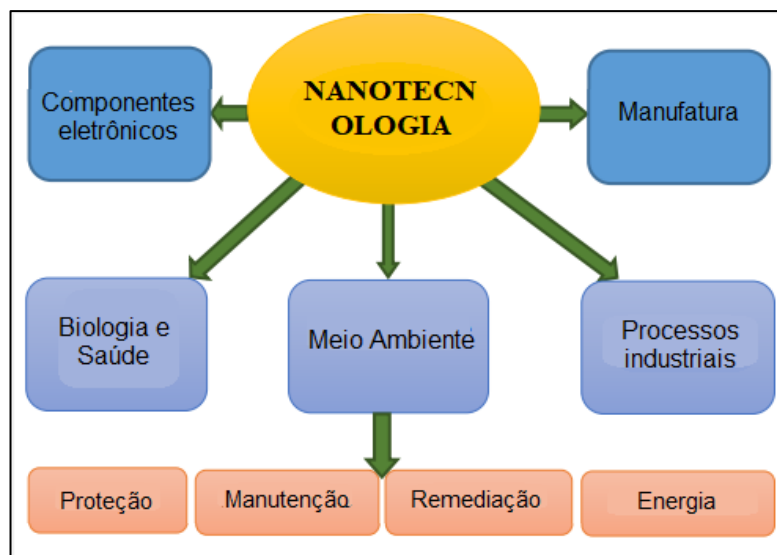 NANOTECN
OLOGIA
Componentes
eletrônicos
Manufatura
Biologia e
Saúde
Meio Ambiente
Processos
industriais
Proteção
Manutenção
Remediação
Energia